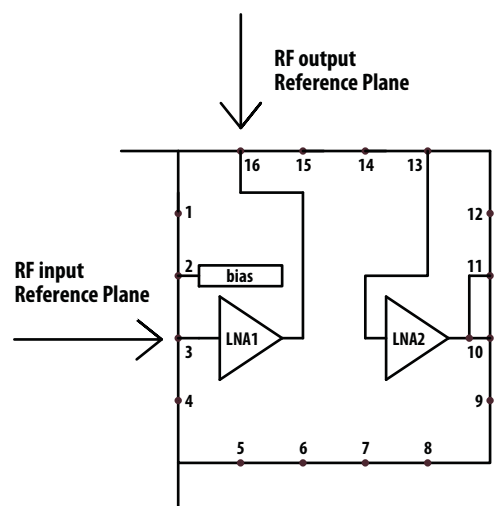 RF output
Reference Plane
16
15
14
13
1
12
2
bias
11
RF input
Reference Plane
3
LNA1
LNA2
10
4
9
5
6
7
8